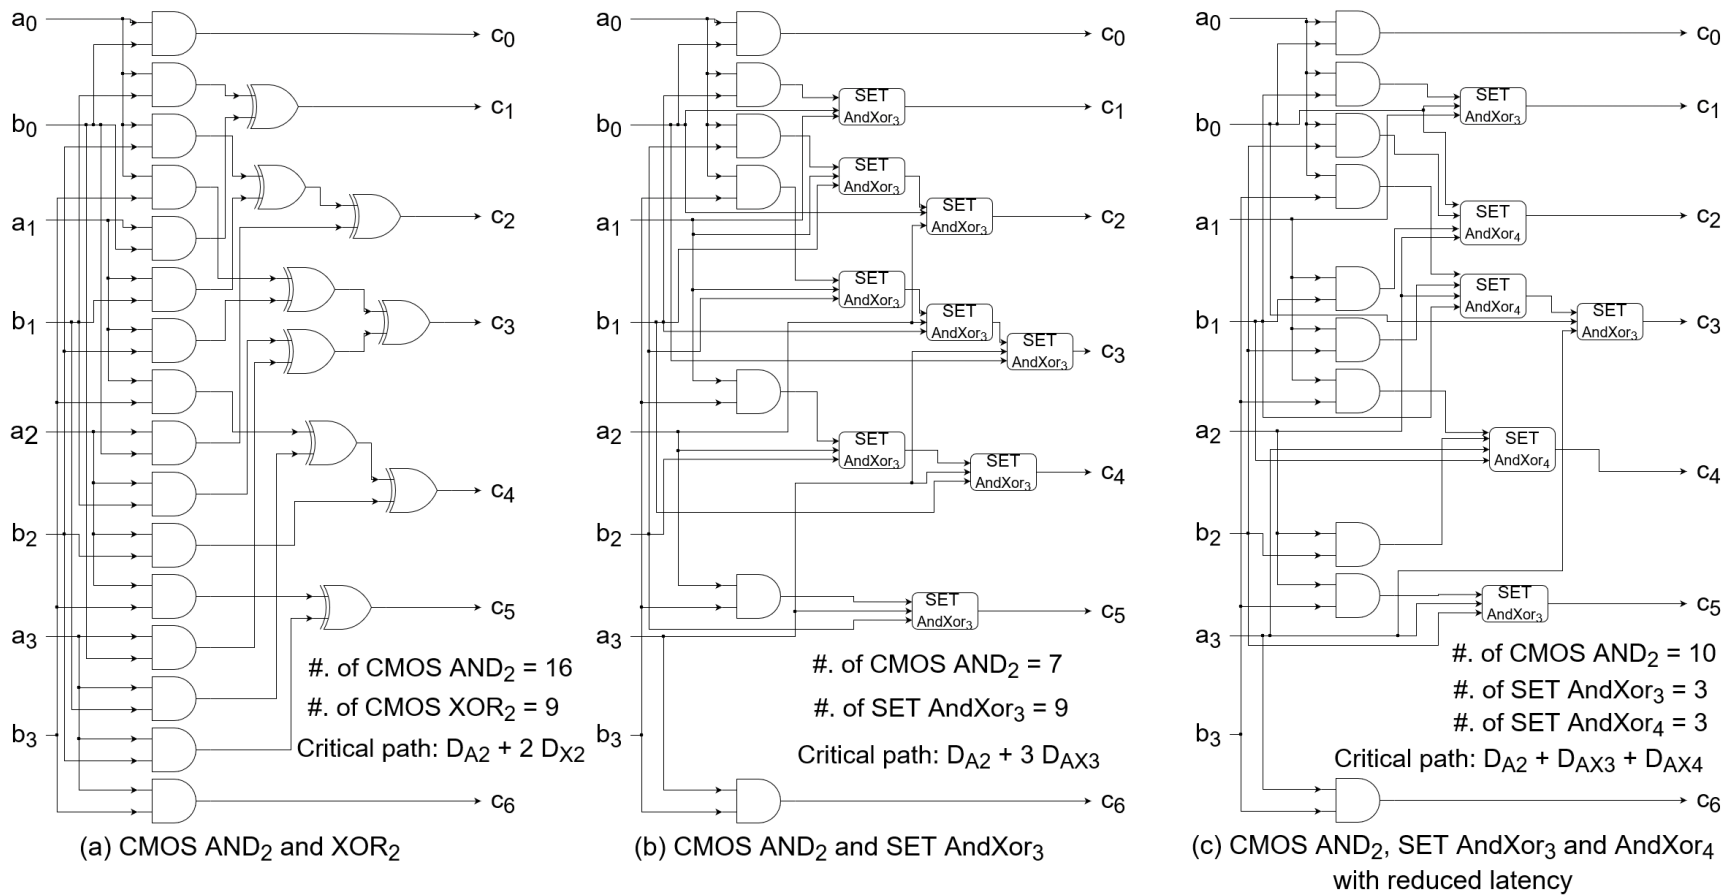 a0
b0
a1
b1
a2
b2
a3
b3
c0
c1
c2
c3
c4
c5
c6
#. of CMOS AND2 = 16
#. of CMOS XOR2 = 9
Critical path: DA2 + 2 DX2
(a) CMOS AND2 and XOR2
a0
b0
a1
b1
a2
b2
a3
b3
SET
AndXor3
SET
AndXor3
SET
AndXor3
SET
AndXor3
SET
AndXor3
SET
AndXor3
SET
AndXor3
SET
AndXor3
SET
AndXor3
c0
c1
c2
c3
c4
c5
c6
#. of CMOS AND2 = 7
#. of SET AndXor3 = 9
Critical path: DA2 + 3 DAX3
(b) CMOS AND2 and SET AndXor3
a0
b0
a1
b1
a2
b2
a3
b3
SET
AndXor3
SET
AndXor4
SET
AndXor4
SET
AndXor3
SET
AndXor4
SET
AndXor3
c0
c1
c2
c3
c4
c5
c6
#. of CMOS AND2 = 10
#. of SET AndXor3 = 3
#. of SET AndXor4 = 3
Critical path: DA2 + DAX3 + DAX4
(c) CMOS AND2, SET AndXor3 and AndXor4
with reduced latency